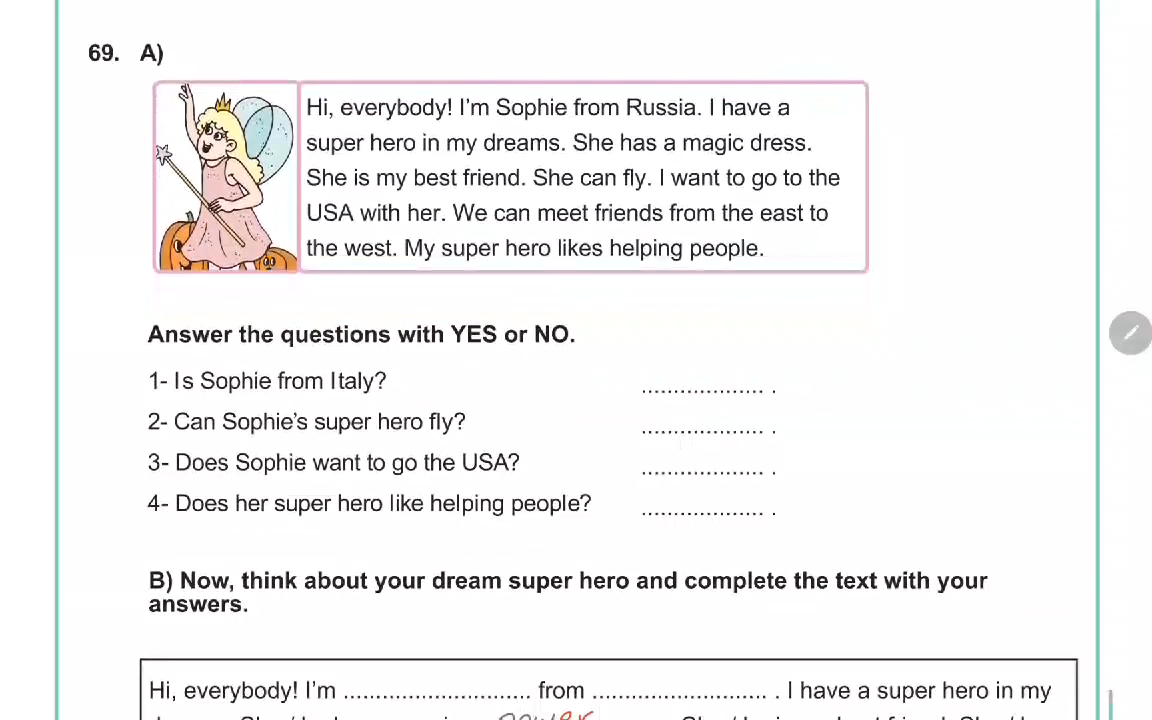 69. A)
Hi, everybody! I’m Sophie from Russia. I have a
super hero in my dreams. She has a magic dress.
She is my best friend. She can fly. I want to go to the
USA with her. We can meet friends from the east to
the west. My super hero likes helping people.
Answer the questions with YES or NO.
1- Is Sophie from Italy? ................... .
2- Can Sophie’s super hero fly? ................... .
3- Does Sophie want to go the USA? ................... .
4- Does her super hero like helping people? ................... .
B) Now, think about your dream super hero and complete the text with your
answers.
Hi, everybody! I’m ............................. from ........................... . I have a super hero in my